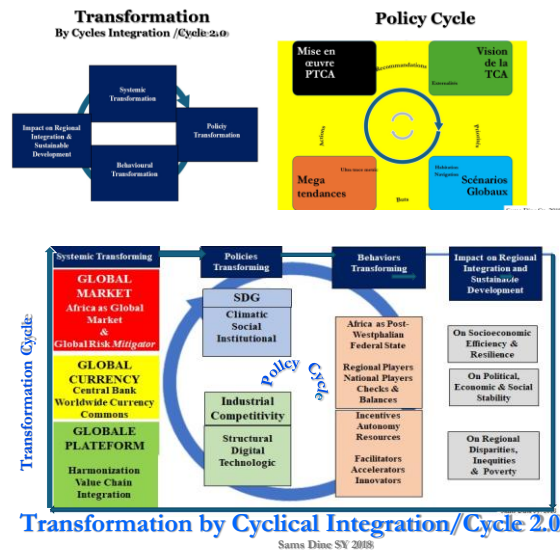 Transformation
By Cycles Integration /Cycle 2.0
Systemic
Transformation
Impact on Regional
Integration &
Sustainable
Development
Policty
Transformation
Behavioural
Transformation
Policy Cycle
Mise en
œuvre
PTCA
Vision
de la
TCA
Recommandations
Actions
Mega
tendances
Scénarios
Globaux
Systemic Transforming
Policies
Transforming
Behaviors
Transforming
Impact on Regional
Integration and
Sustainable
Development
GLOBAL
MARKET
Africa as Global
Market
&
Global Risk Mitigator
GLOBAL
CURRENCY
Central Bank
Worldwide Currency
Commons
GLOBALE
PLATEFORM
Harmonization
Value Chain
Integration
SDG
Climatic
Social
Institutional
Policy Cycle
Industrial
Competitivity
Structural
Digital
Technologic
Africa as Post-
Westphalian
Federal State
Regional Players
National Players
Checks &
Balances
Incentives
Autonomy
Resources
Facilitators
Accelerators
Innovators
On Socioeconomic
Efficiency &
Resilience
On Political,
Economic & Social
Stability
On Regional
Disparities,
Inequities
& Poverty
Transformation Cycle
Transformation by Cyclical Integration/Cycle 2.0
Sams Dine SY 2018